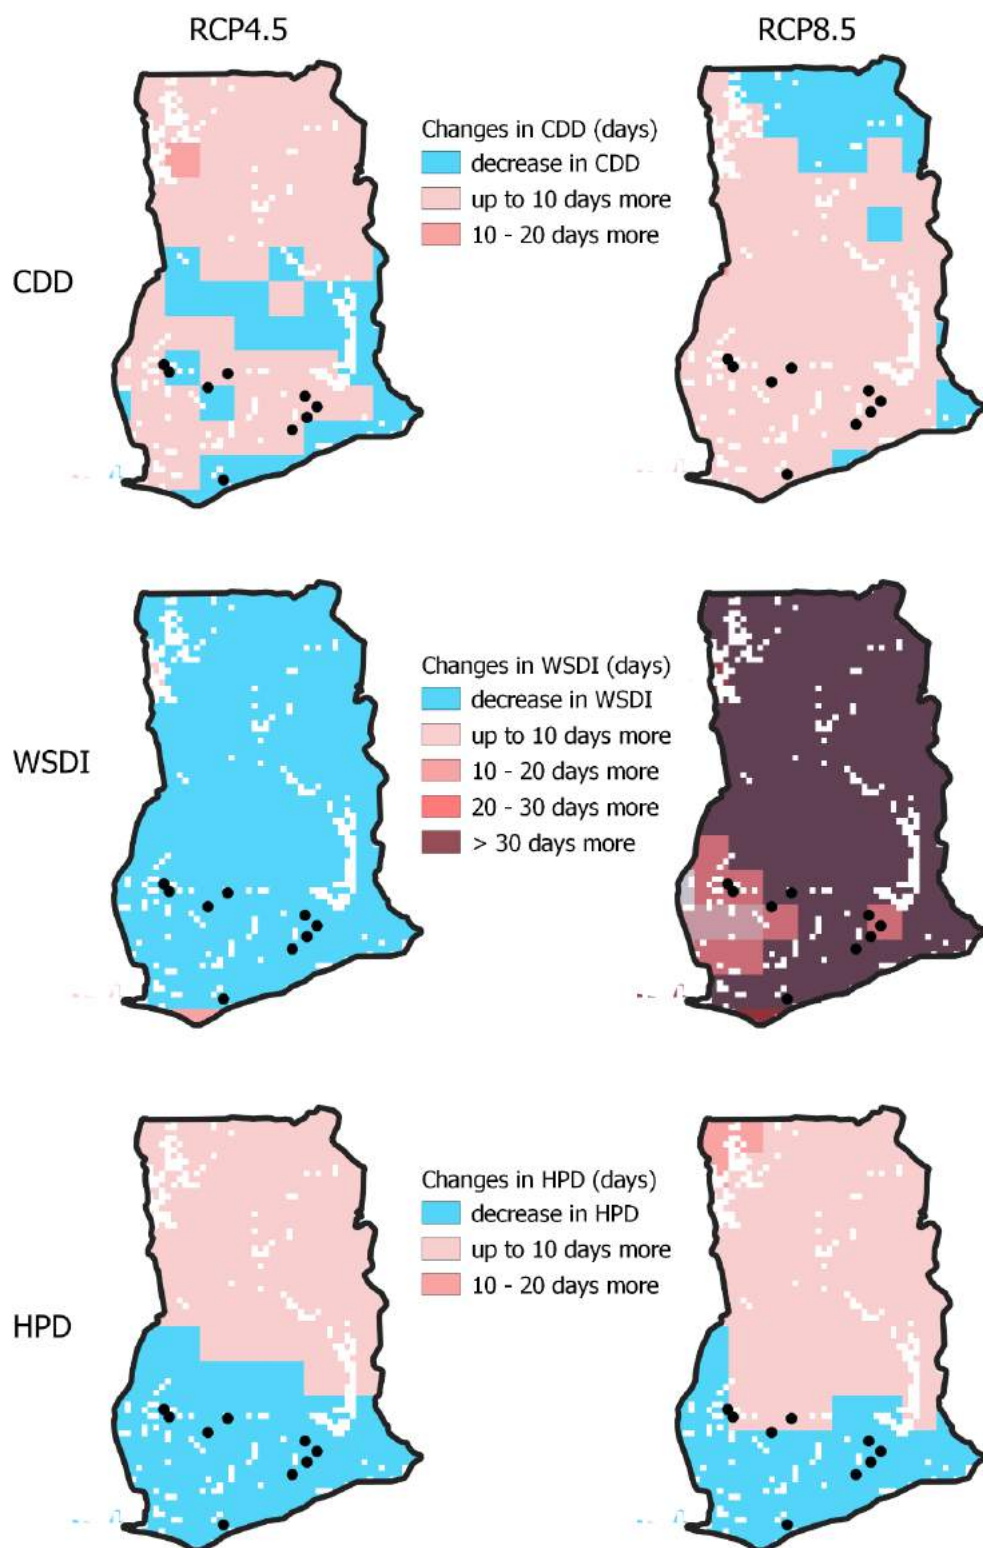 RCP4.5
RCP8.5
CDD
Changes in CDD (days)
decrease in CDD
up to 10 days more
10 - 20 days more
WSDI
Changes in WSDI (days)
decrease in WSDI
up to 10 days more
10 - 20 days more
20 - 30 days more
> 30 days more
HPD
Changes in HPD (days)
decrease in HPD
up to 10 days more
10 - 20 days more